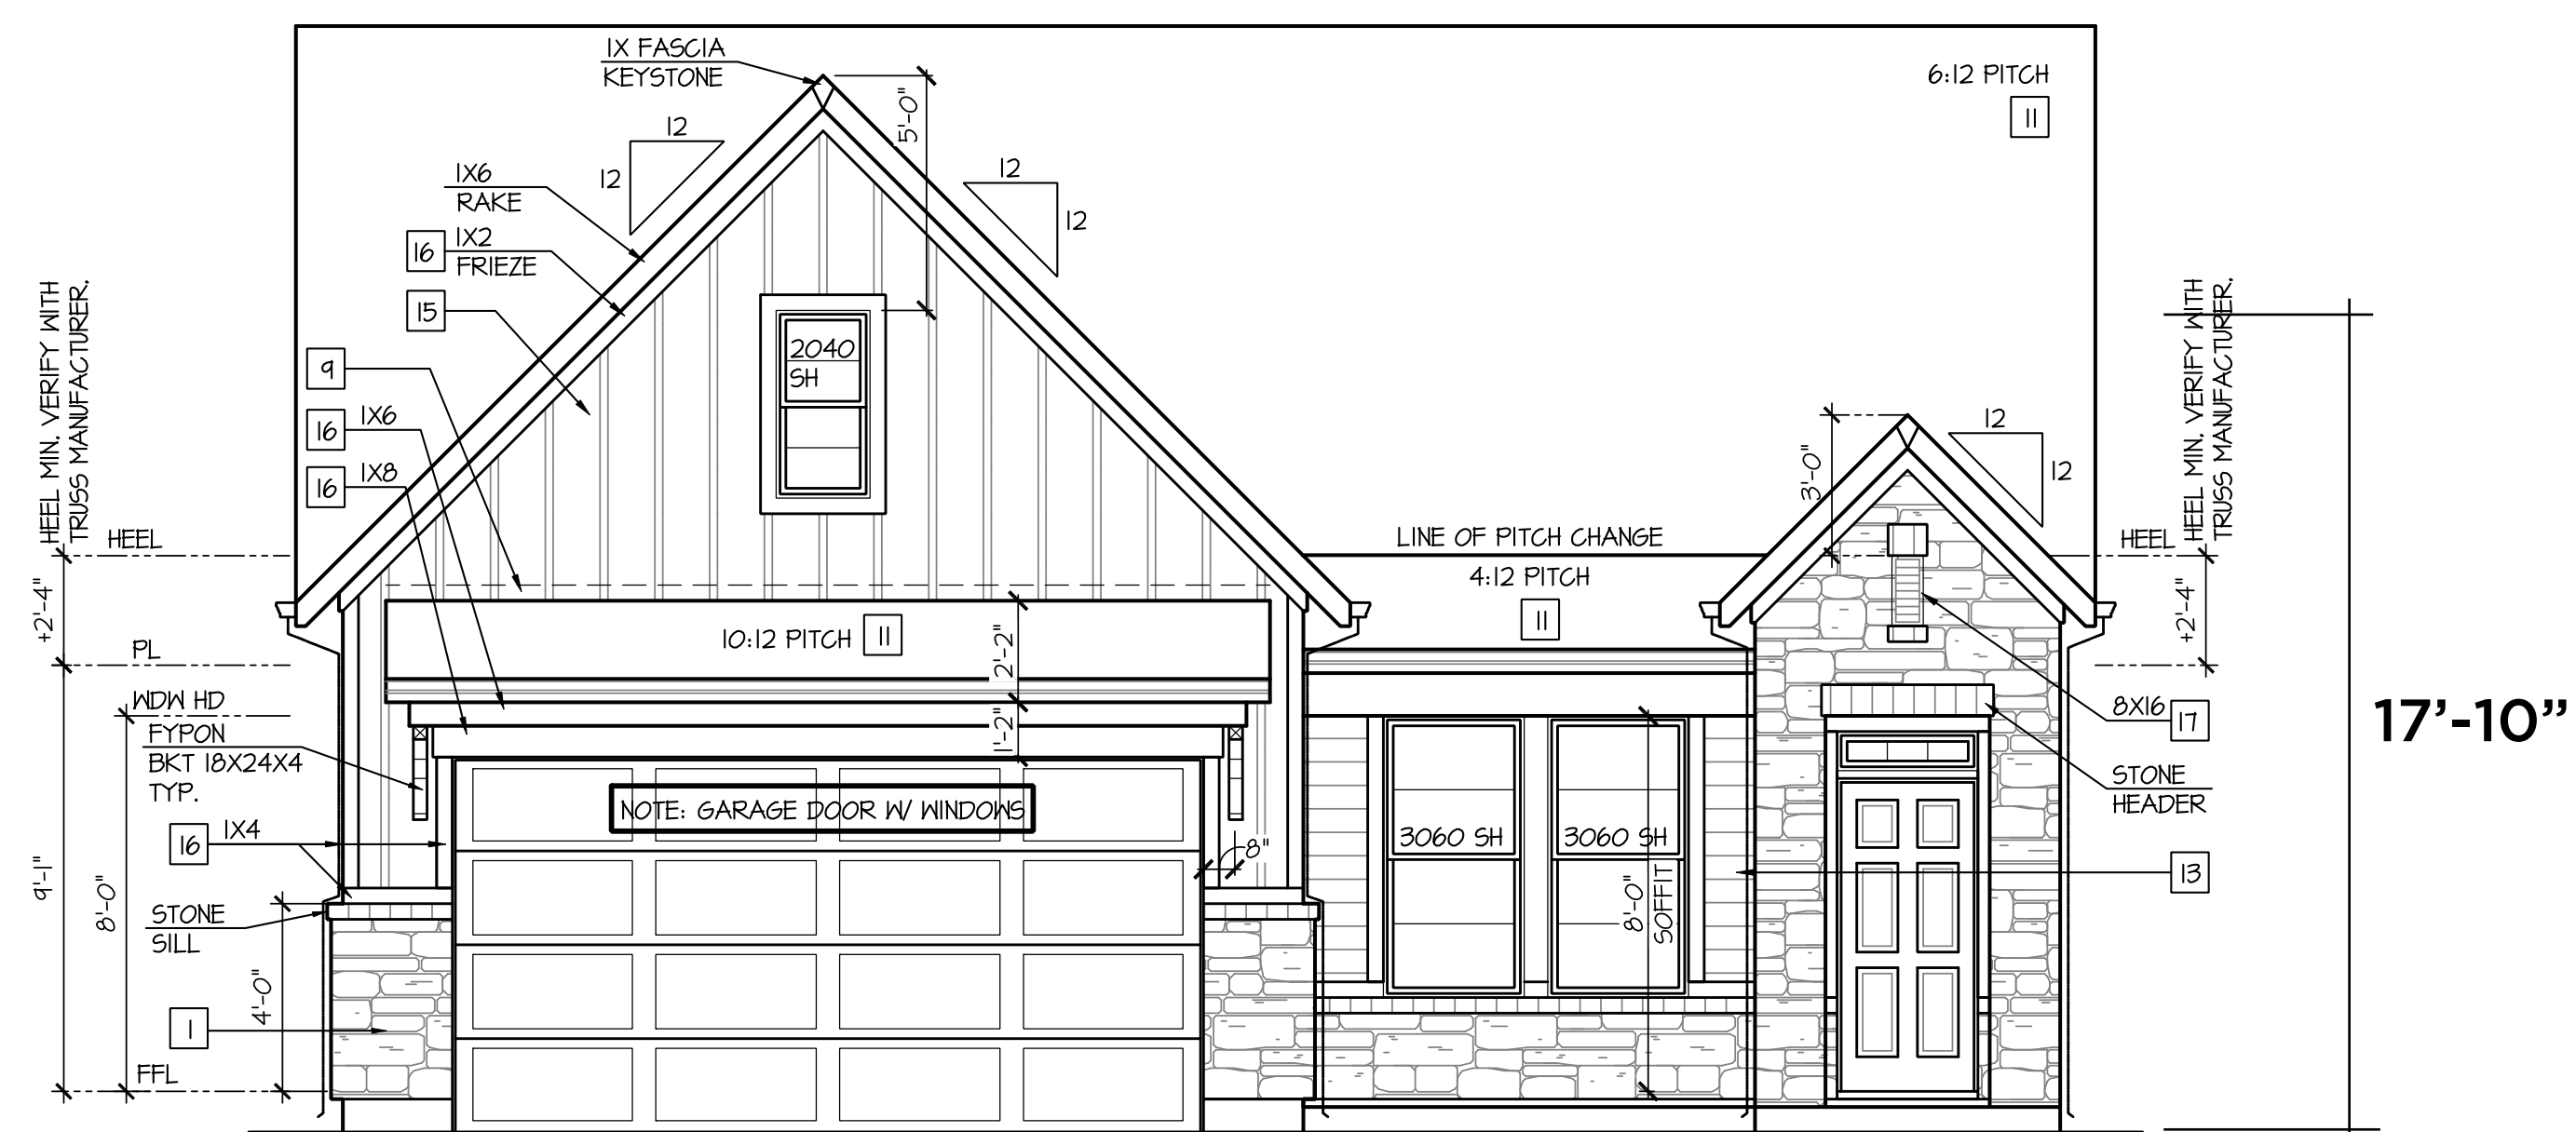 1X FASCIA
KEYSTONE
6:12 PITCH
11
5'-0"
12
12
12
12
1X6
RAKE
16
1X2
FRIEZE
15
HEEL MIN. VERIFY WITH
TRUSS MANUFACTURER.
HEEL MIN. VERIFY WITH
TRUSS MANUFACTURER.
2040
SH
9
16
1X6
16
1X8
12
12
3'-0"
HEEL
LINE OF PITCH CHANGE
HEEL
4:12 PITCH
11
+2'-4"
+2'-4"
10:12 PITCH
11
2'-2"
PL
WDW HD
FYPON
BKT 18X24X4
TYP.
1'-2"
8X16
17
17'-10"
STONE
HEADER
NOTE: GARAGE DOOR W/ WINDOWS
3060 SH
3060 SH
16
1X4
8"
13
9'-1"
8'-0"
8'-0"
SOFFIT
STONE
SILL
4'-0"
1
FFL